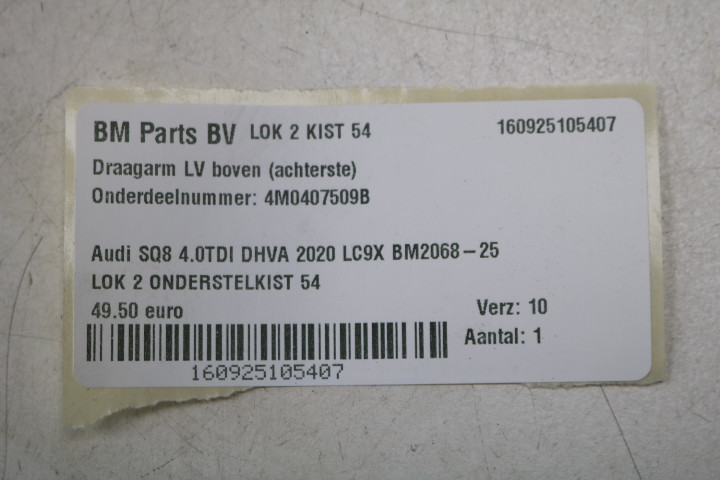 BM Parts BV LOK 2 KIST 54 160925105407
Draagarm LV boven (achterste)
Onderdeelnummer: 4M0407509B
Audi SQ8 4.0TDI DHVA 2020 LC9X BM2068-25
LOK 2 ONDERSTELKIST 54
49.50 euro Verz: 10
Aantal: 1
160925105407